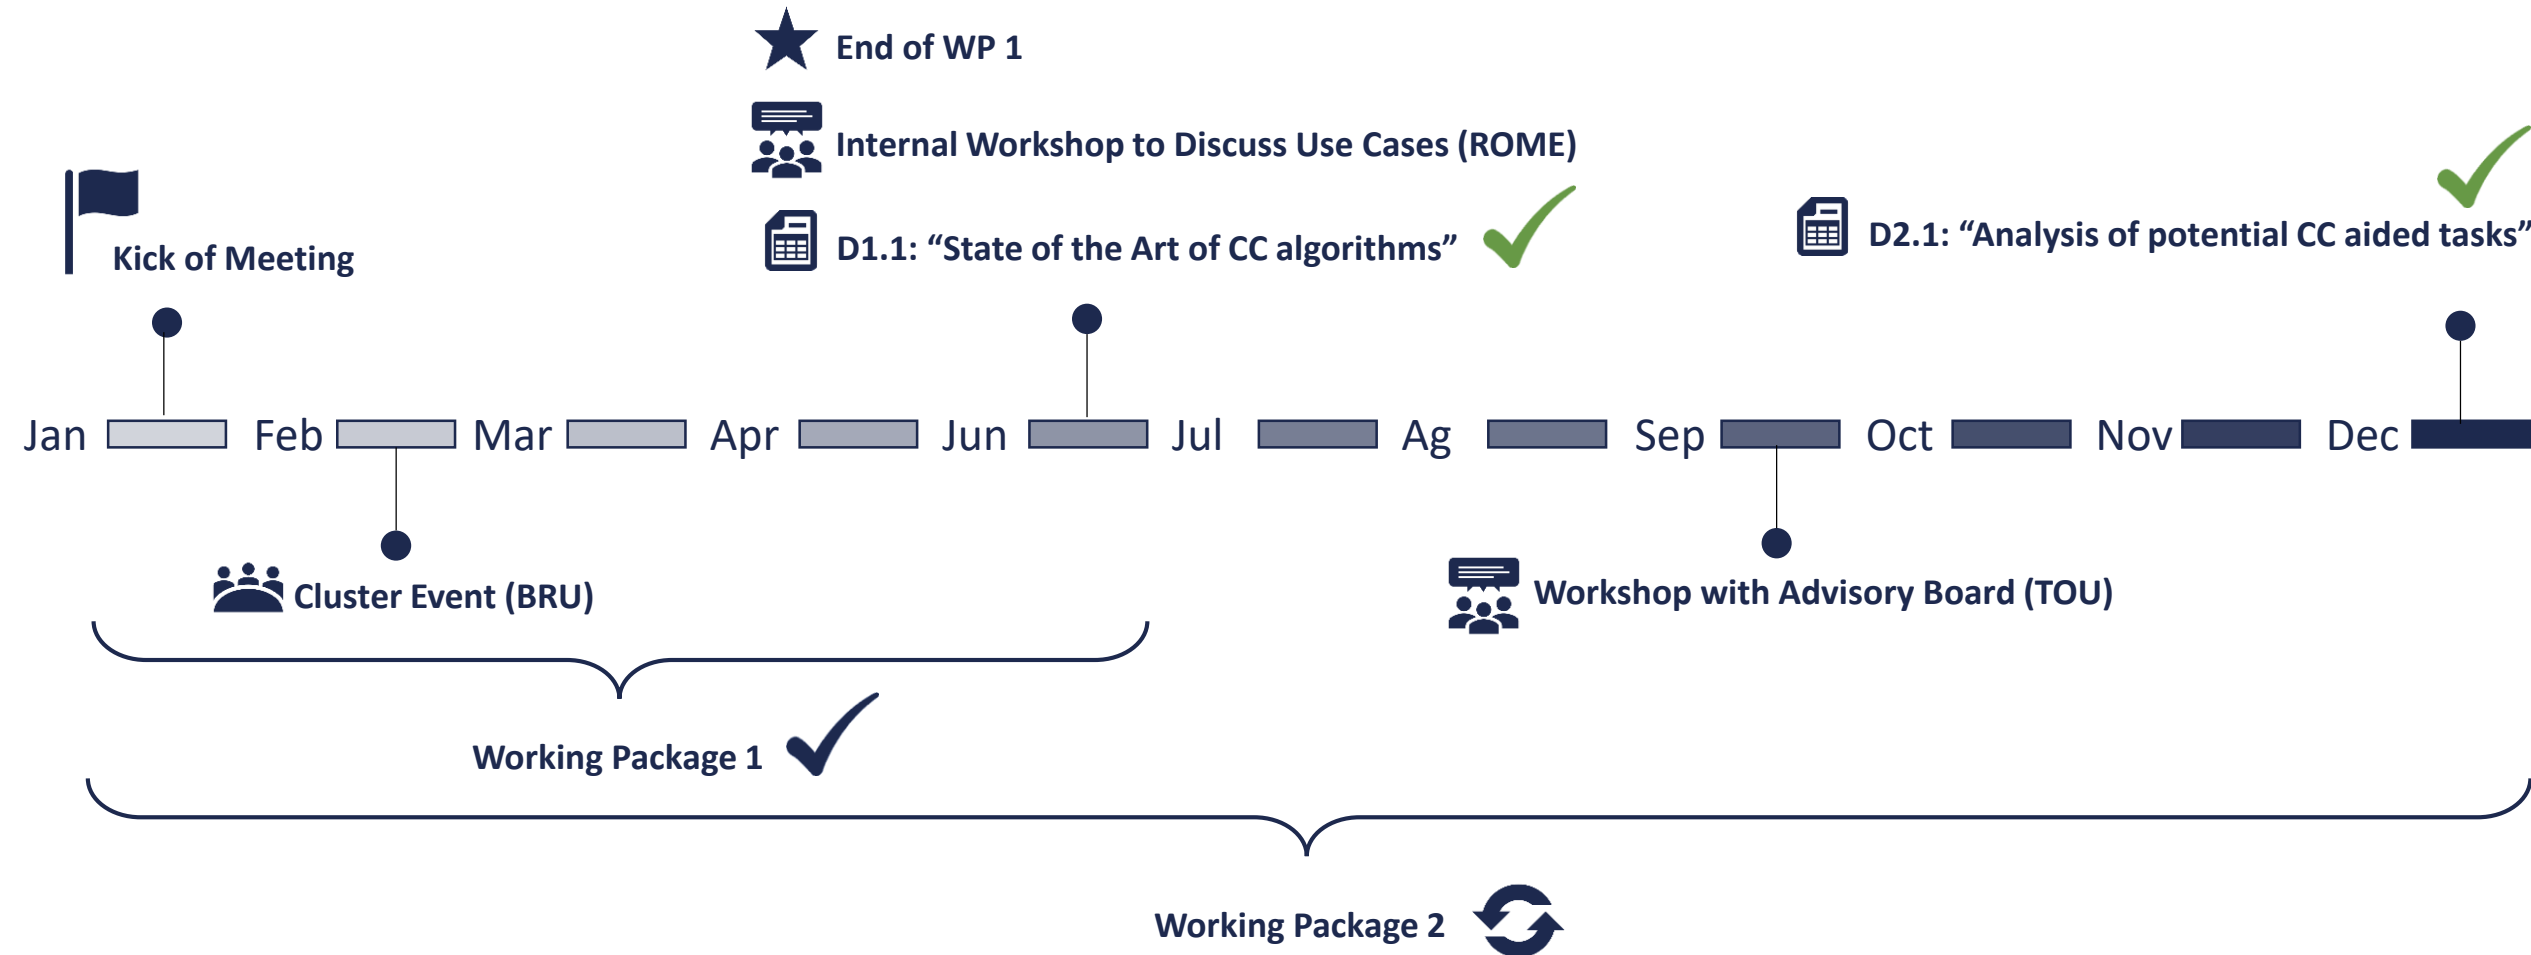 End of WP 1
Internal Workshop to Discuss Use Cases (ROME)
D1.1: “State of the Art of CC algorithms”
D2.1: “Analysis of potential CC aided tasks”
Kick of Meeting
Jan Feb Mar Apr Jun Jul Ag Sep Oct Nov Dec
Cluster Event (BRU)
Workshop with Advisory Board (TOU)
Working Package 1
Working Package 2